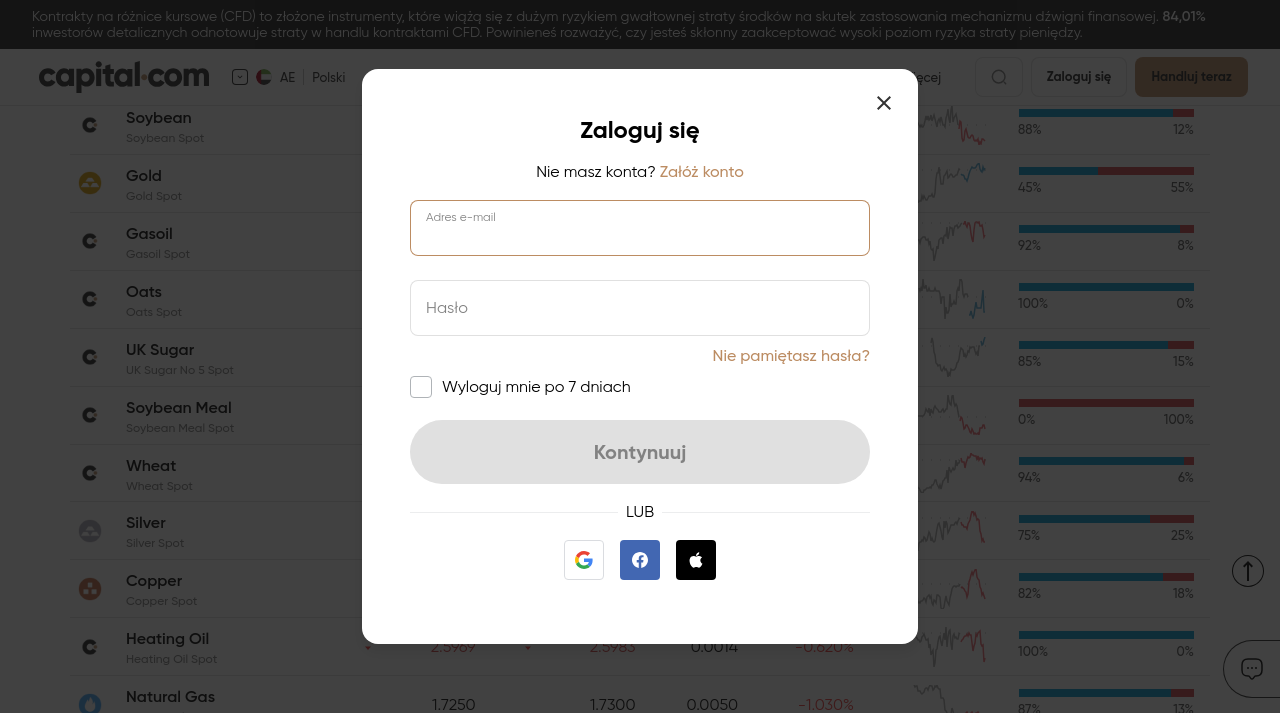 Kontrakty na różnice kursowe (CFD) to złożone instrumenty, które wiążą się z dużym ryzykiem gwałtownej straty środków na skutek zastosowania mechanizmu dźwigni finansowej. 84,01%
inwestorów detalicznych odnotowuje straty w handlu kontraktami CFD. Powinieneś rozważyć, czy jesteś skłonny zaakceptować wysoki poziom ryzyka straty pieniędzy.
capital.com AE Polski Zaloguj się Handluj teraz
Soybean
Soybean Spot
88% 12%
Gold
Gold Spot
45% 55%
Gasoil
Gasoil Spot
92% 8%
Oats
Oats Spot
100% 0%
UK Sugar
UK Sugar No 5 Spot
85% 15%
Soybean Meal
Soybean Meal Spot
0% 100%
Wheat
Wheat Spot
94% 6%
Silver
Silver Spot
75% 25%
Copper
Copper Spot
82% 18%
Heating Oil
Heating Oil Spot
2.5969 2.5983 0.0014 -0.620%
100% 0%
Natural Gas
1.7250 1.7300 0.0050 -1.030%
87% 13%
Zaloguj się
Nie masz konta? Załóż konto
Adres e-mail
Hasło
Nie pamiętasz hasła?
Wyloguj mnie po 7 dniach
Kontynuuj
LUB